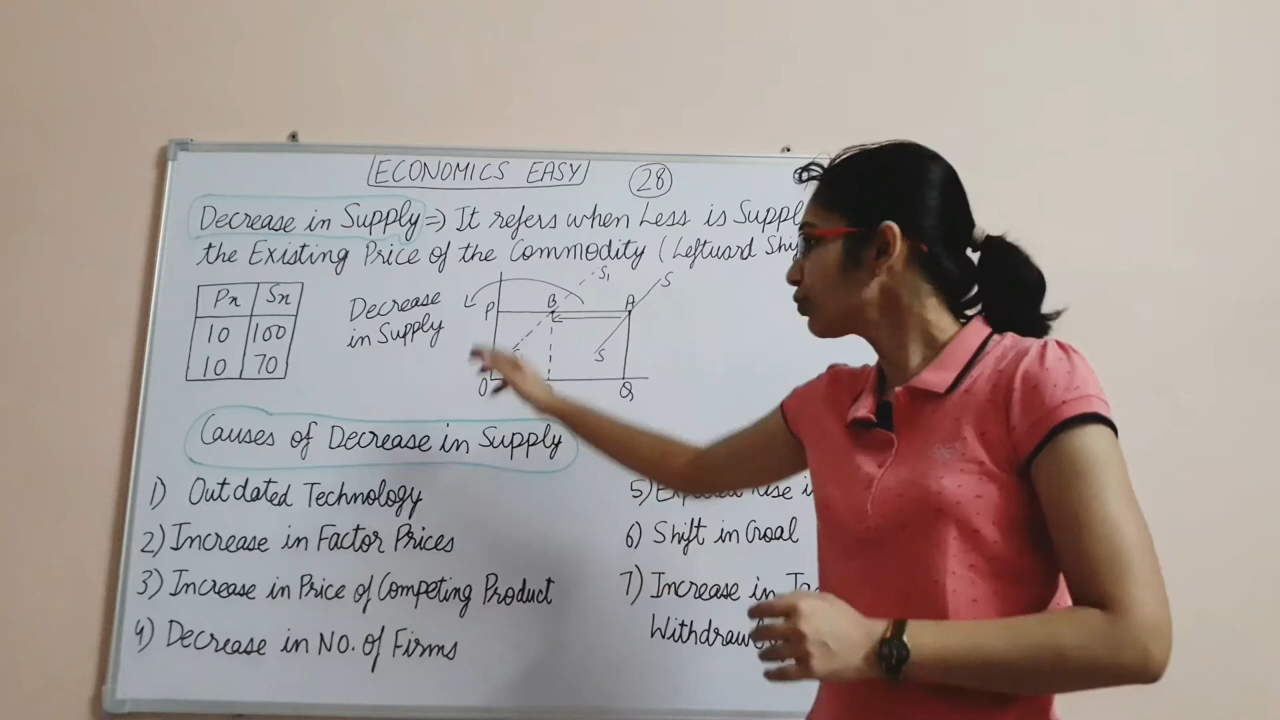 ECONOMICS EASY 28
Decrease in Supply => It refers when Less is
the Existing Price of the Commodity (Leftward
Px Sx
10 100
10 70
Decrease
in Supply
S1
S
P B A
S
O Q
Causes of Decrease in Supply
1) Outdated Technology
2) Increase in Factor Prices
3) Increase in Price of Competing Product
4) Decrease in No. of Firms
5)
6) Shift in Goal
7) Increase in